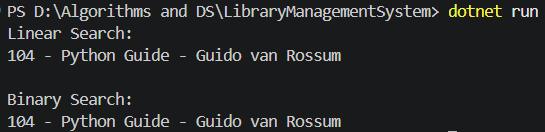 PS D:\Algorithms and DS\LibraryManagementSystem> dotnet run
Linear Search:
104 - Python Guide - Guido van Rossum
Binary Search:
104 - Python Guide - Guido van Rossum